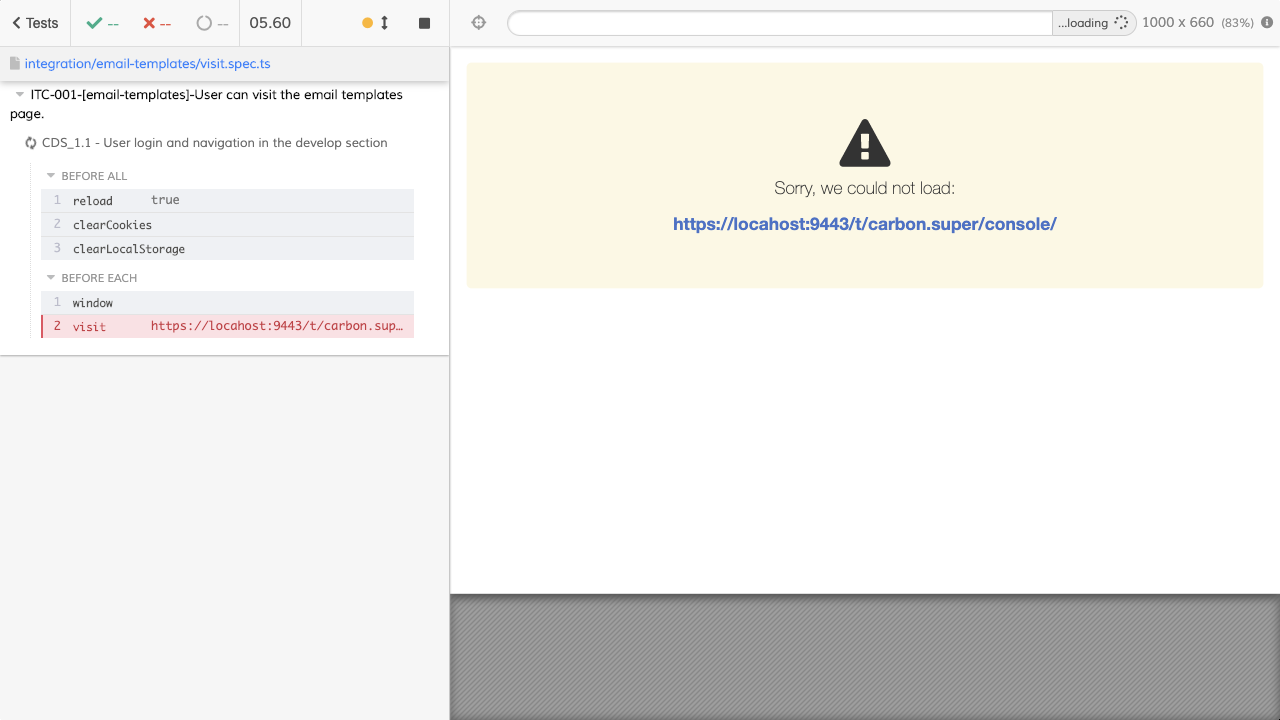 Tests -- -- -- 05.60
integration/email-templates/visit.spec.ts
ITC-001-[email-templates]-User can visit the email templates
page.
CDS_1.1 - User login and navigation in the develop section
BEFORE ALL
1 reload true
2 clearCookies
3 clearLocalStorage
BEFORE EACH
1 window
2 visit https://locahost:9443/t/carbon.sup…
...loading 1000 x 660 (83%)
Sorry, we could not load:
https://locahost:9443/t/carbon.super/console/